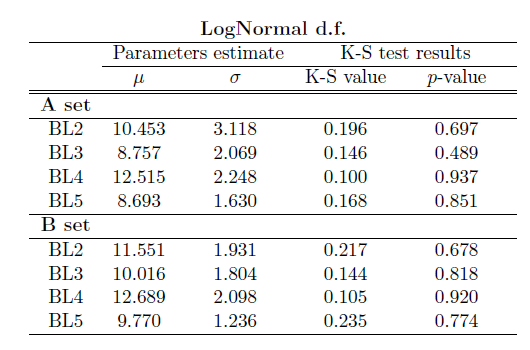 LogNormal d.f.
Parameters estimate K-S test results
μ σ K-S value p-value
A set
BL2 10.453 3.118 0.196 0.697
BL3 8.757 2.069 0.146 0.489
BL4 12.515 2.248 0.100 0.937
BL5 8.693 1.630 0.168 0.851
B set
BL2 11.551 1.931 0.217 0.678
BL3 10.016 1.804 0.144 0.818
BL4 12.689 2.098 0.105 0.920
BL5 9.770 1.236 0.235 0.774